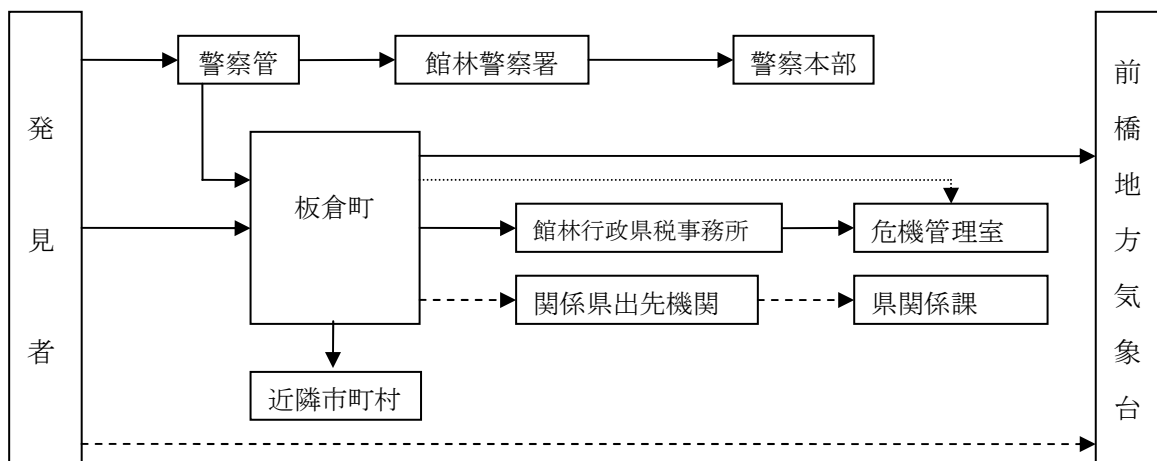 発見者
警察管
館林警察署
警察本部
板倉町
館林行政県税事務所
危機管理室
関係県出先機関
県関係課
近隣市町村
前橋地方気象台